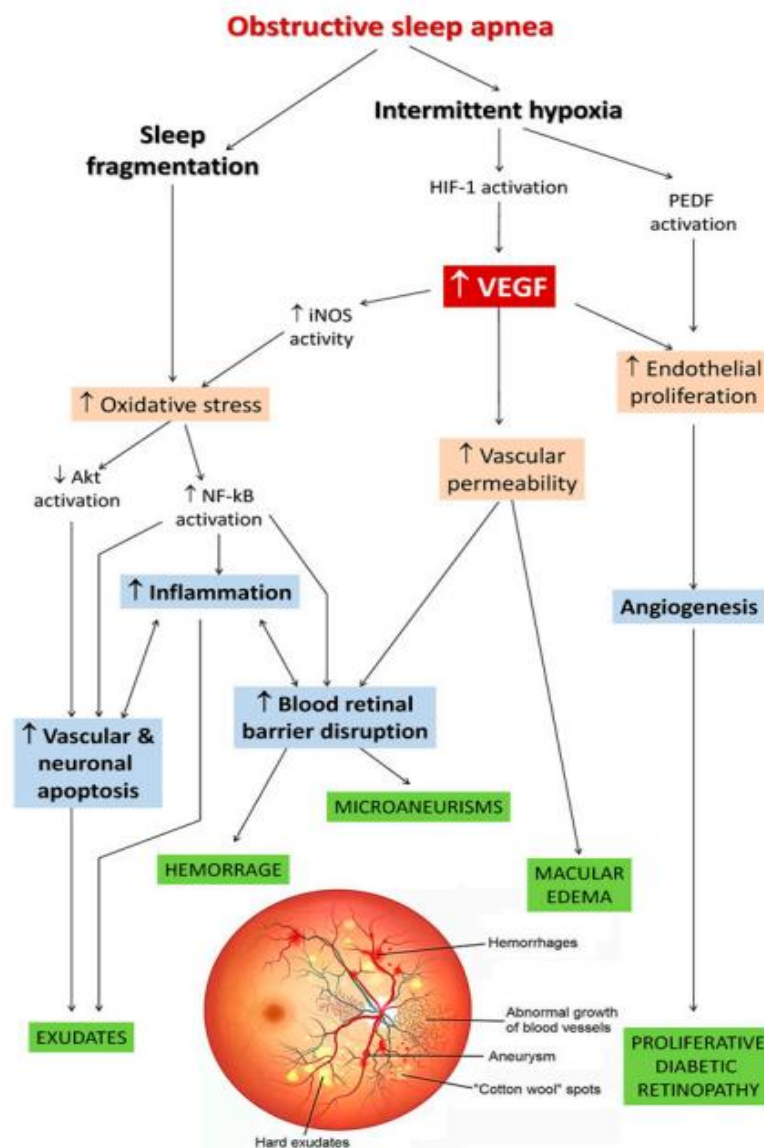 Obstructive sleep apnea
Intermittent hypoxia
Sleep
fragmentation
HIF-1 activation
PEDF
activation
↑ VEGF
↑ iNOS
activity
↑ Endothelial
proliferation
↑ Oxidative stress
↑ Vascular
permeability
↓ Akt
activation
↑ NF-kB
activation
↑ Inflammation
Angiogenesis
↑ Blood retinal
barrier disruption
↑ Vascular &
neuronal
apoptosis
MICROANEURISMS
HEMORRAGE
MACULAR
EDEMA
Hemorrhages
Abnormal growth
of blood vessels
Aneurysm
"Cotton wool" spots
Hard exudates
EXUDATES
PROLIFERATIVE
DIABETIC
RETINOPATHY